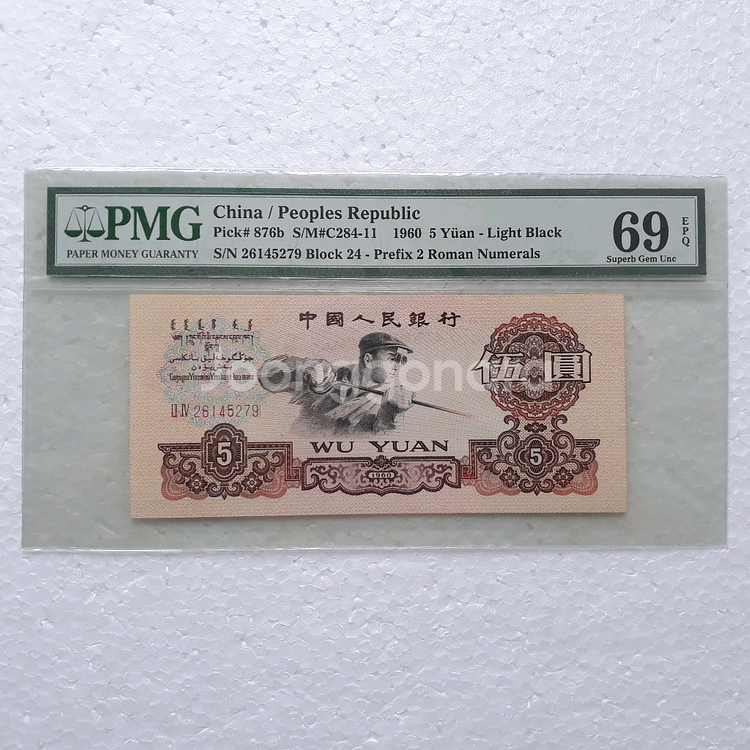 PMG
PAPER MONEY GUARANTY
China / Peoples Republic
Pick# 876b S/M#C284-11 1960 5 Yüan - Light Black
S/N 26145279 Block 24 - Prefix 2 Roman Numerals
69 EPQ
Superb Gem Unc
中國人民銀行
II IV 26145279
伍圓
WU YUAN
5
1960
5